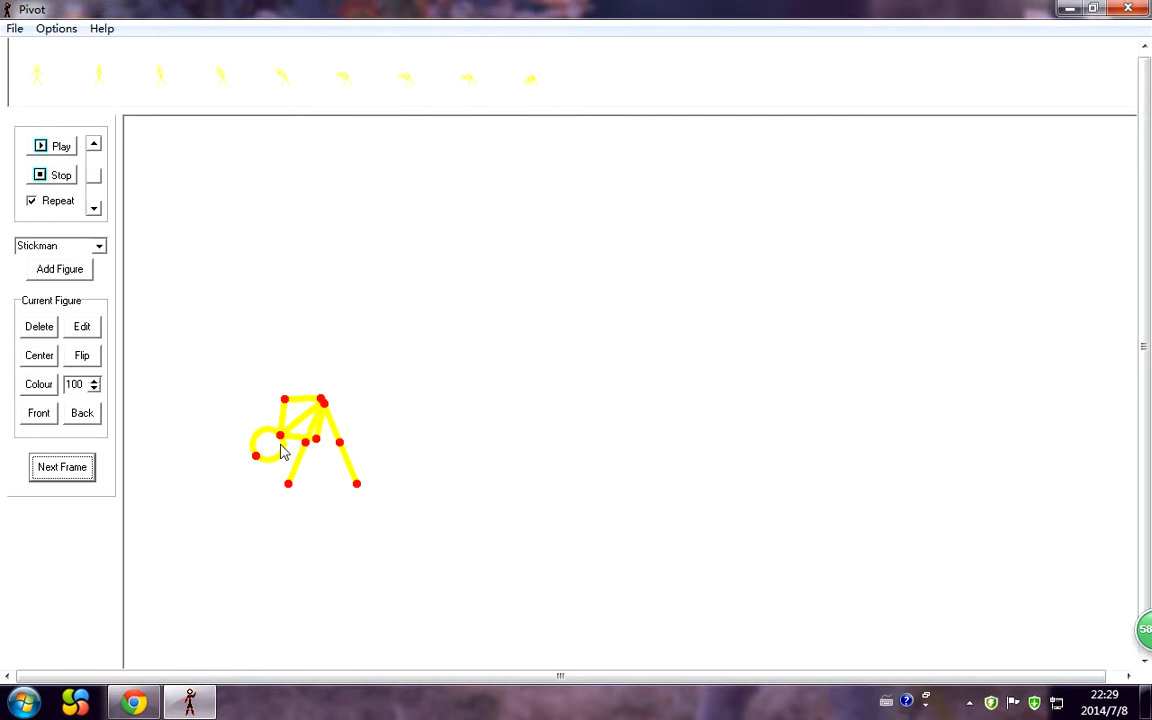 Pivot
File Options Help
Play
Stop
Repeat
Stickman
Add Figure
Current Figure
Delete Edit
Center Flip
Colour 100
Front Back
Next Frame
58
22:29
2014/7/8